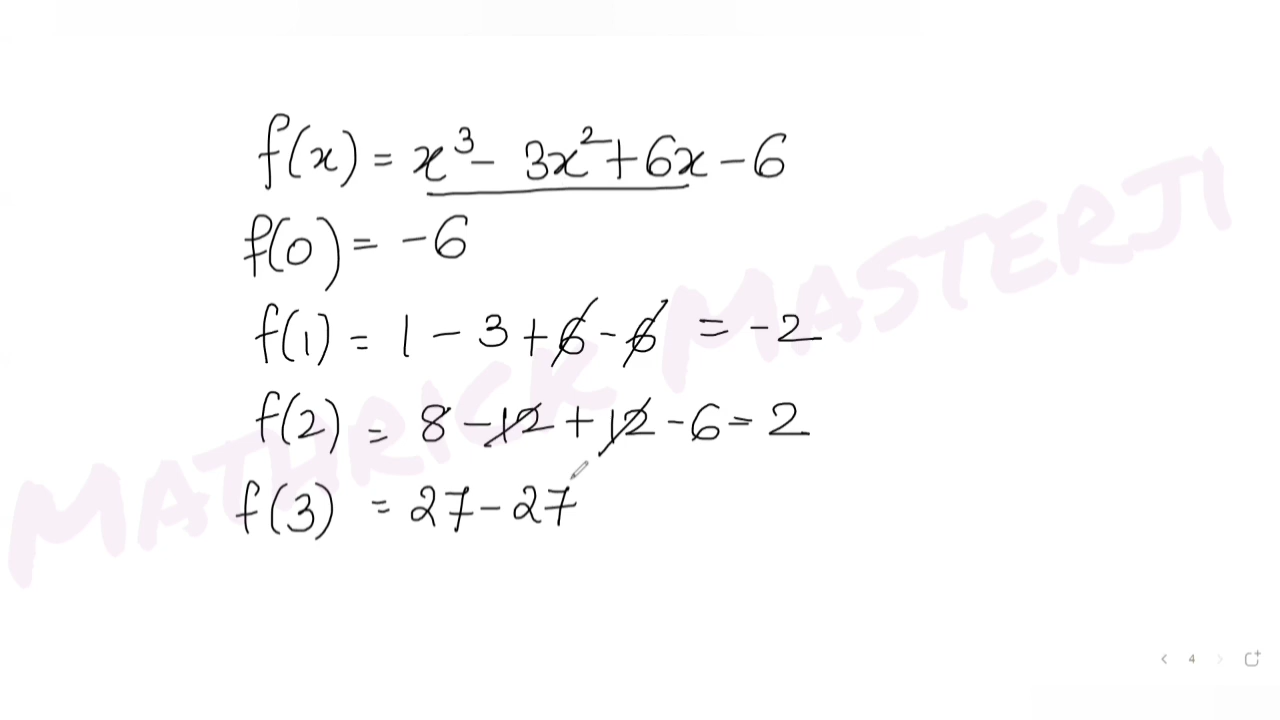 f(x) = x³ - 3x² + 6x - 6
f(0) = -6
f(1) = 1 - 3 + 6 - 6 = -2
f(2) = 8 - 12 + 12 - 6 = 2
f(3) = 27 - 27
MATHRICK MASTERJI
< 4 >